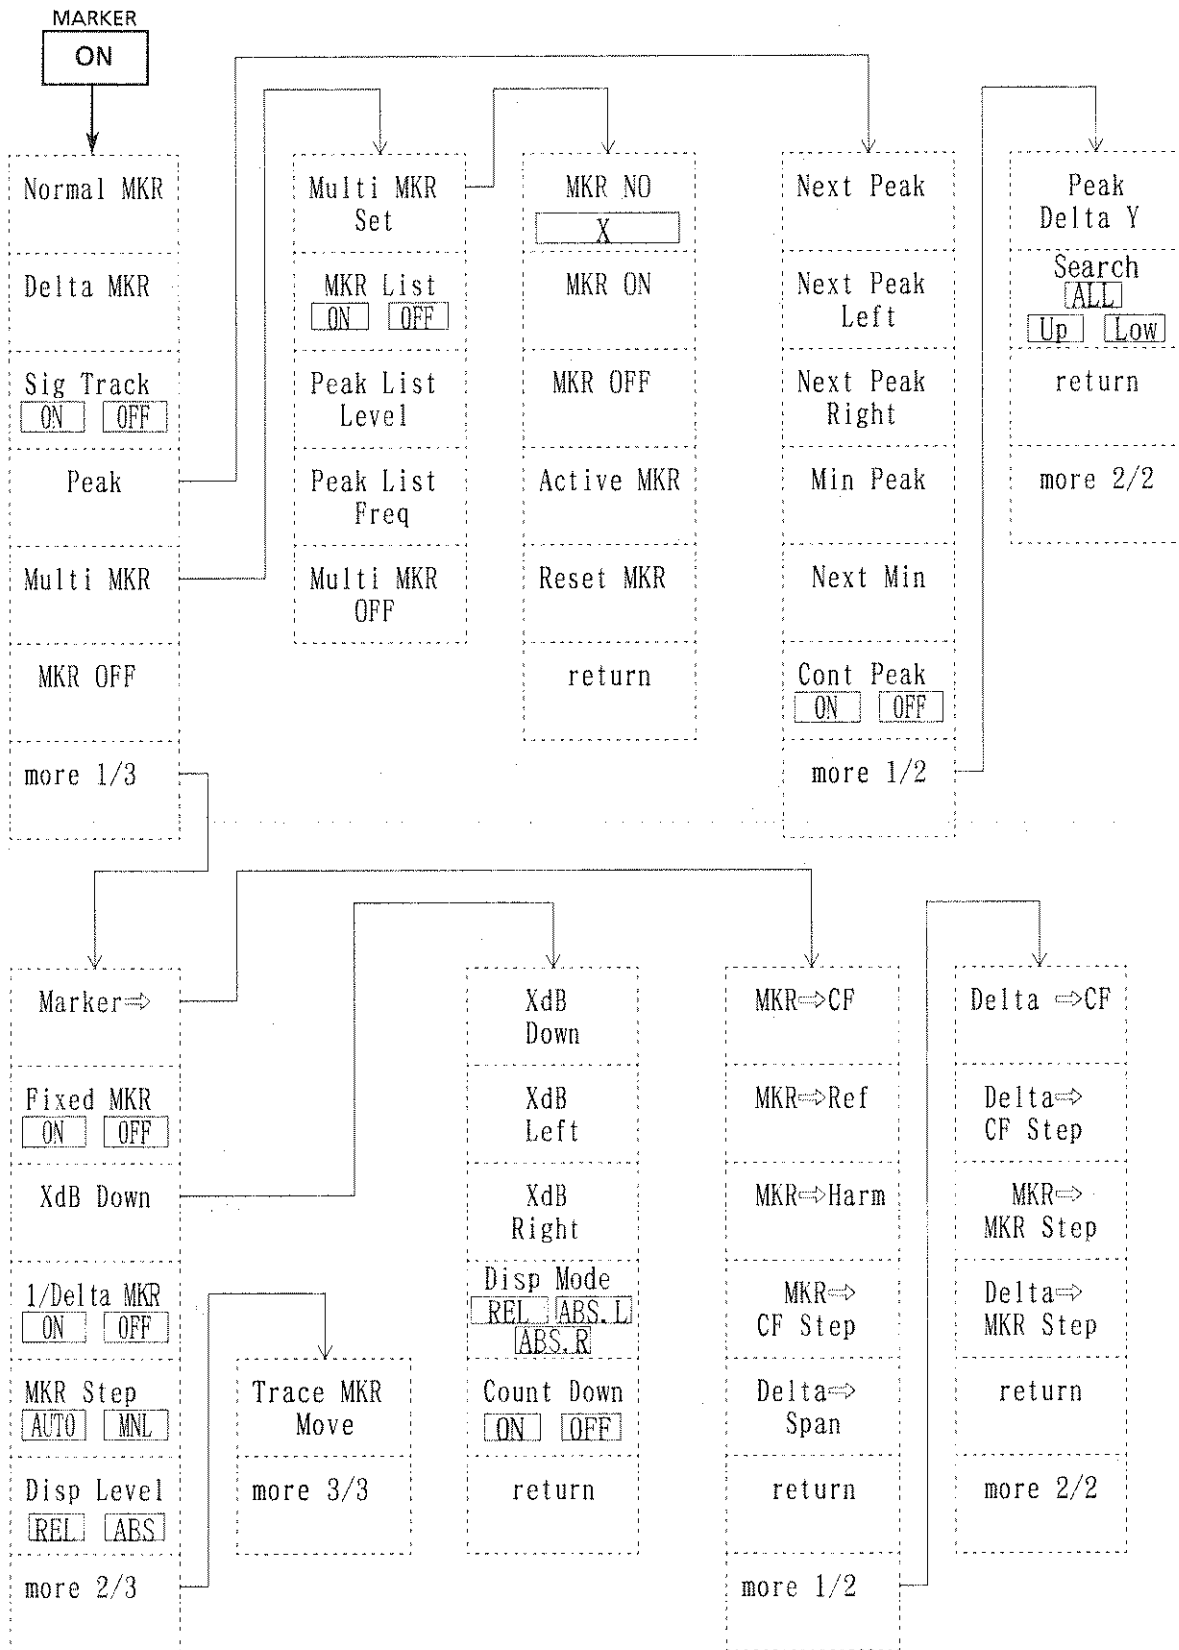 MARKER
ON
Normal MKR
Delta MKR
Sig Track
ON OFF
Peak
Multi MKR
MKR OFF
more 1/3
Multi MKR
Set
MKR List
ON OFF
Peak List
Level
Peak List
Freq
Multi MKR
OFF
MKR NO
X
MKR ON
MKR OFF
Active MKR
Reset MKR
return
Next Peak
Next Peak
Left
Next Peak
Right
Min Peak
Next Min
Cont Peak
ON OFF
more 1/2
Peak
Delta Y
Search
ALL
Up Low
return
more 2/2
Marker⇒
Fixed MKR
ON OFF
XdB Down
1/Delta MKR
ON OFF
MKR Step
AUTO MNL
Disp Level
REL ABS
more 2/3
Trace MKR
Move
more 3/3
XdB
Down
XdB
Left
XdB
Right
Disp Mode
REL ABS.L
ABS.R
Count Down
ON OFF
return
MKR⇒CF
MKR⇒Ref
MKR⇒Harm
MKR⇒
CF Step
Delta⇒
Span
return
more 1/2
Delta ⇒CF
Delta⇒
CF Step
MKR⇒
MKR Step
Delta⇒
MKR Step
return
more 2/2